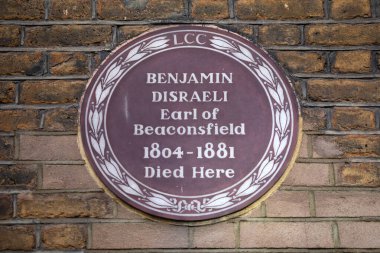 LCC
BENJAMIN
DISRAELI
Earl of
Beaconsfield
1804-1881
Died Here